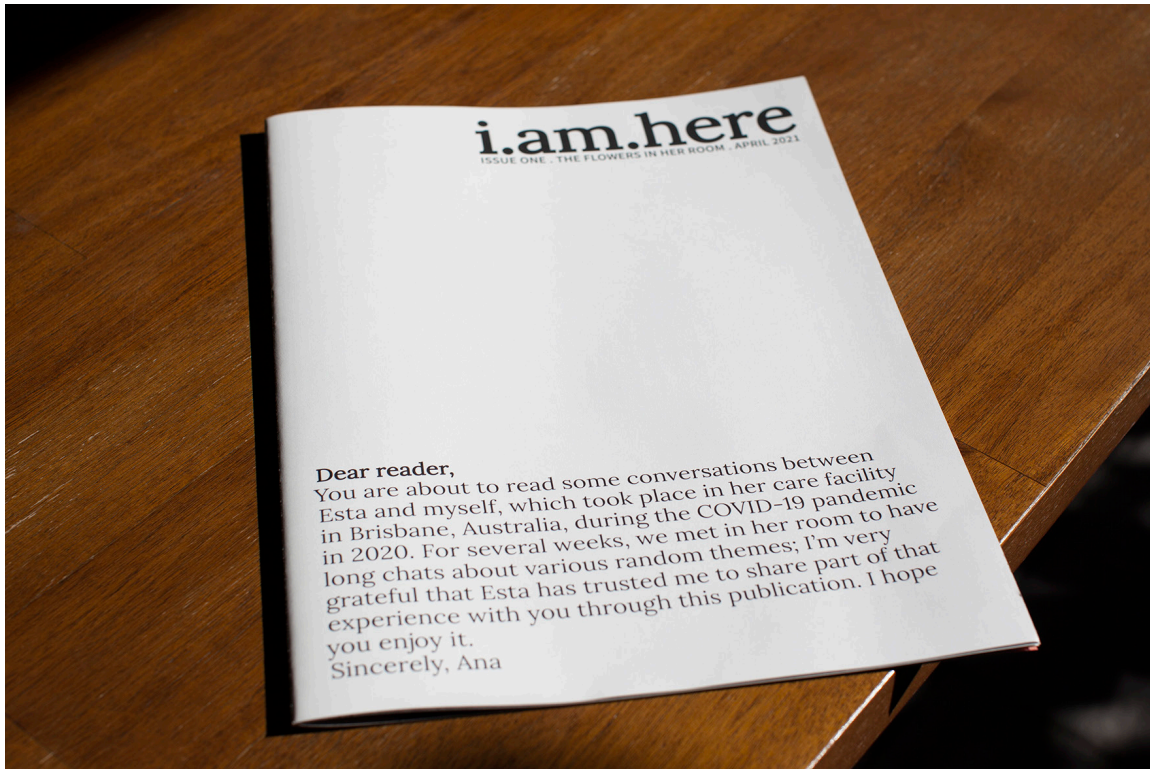 i.am.here
ISSUE ONE . THE FLOWERS IN HER ROOM . APRIL 2021
Dear reader,
You are about to read some conversations between
Esta and myself, which took place in her care facility
in Brisbane, Australia, during the COVID-19 pandemic
in 2020. For several weeks, we met in her room to have
long chats about various random themes; I'm very
grateful that Esta has trusted me to share part of that
experience with you through this publication. I hope
you enjoy it.
Sincerely, Ana